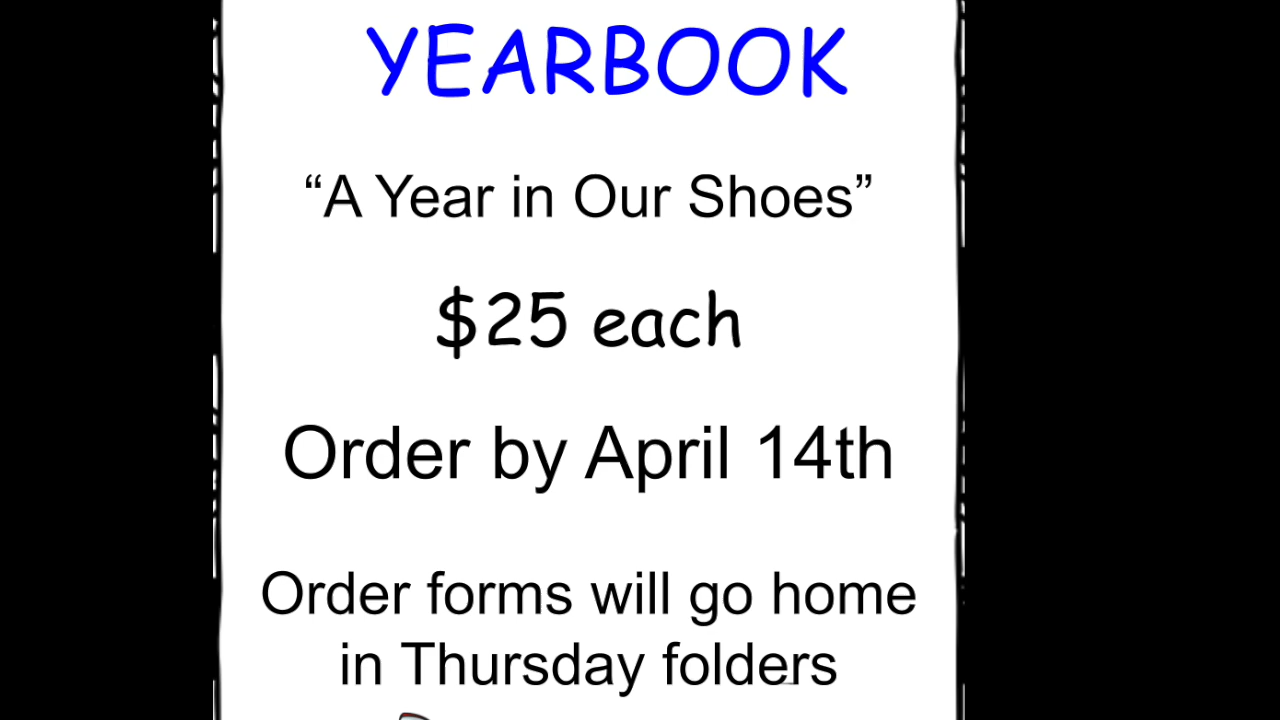 YEARBOOK
“A Year in Our Shoes”
$25 each
Order by April 14th
Order forms will go home
in Thursday folders